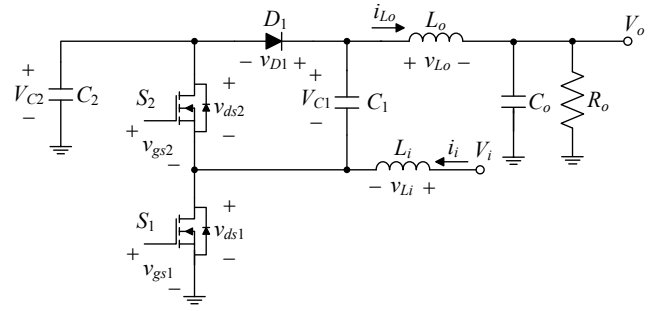 D1 iLo Lo Vo
− vD1 + + vLo −
+ VC2 − C2
S2 + vds2 −
+ VC1 − C1
Co Ro
+ vgs2 −
Li ii Vi
− vLi +
S1 + vds1 −
+ vgs1 −